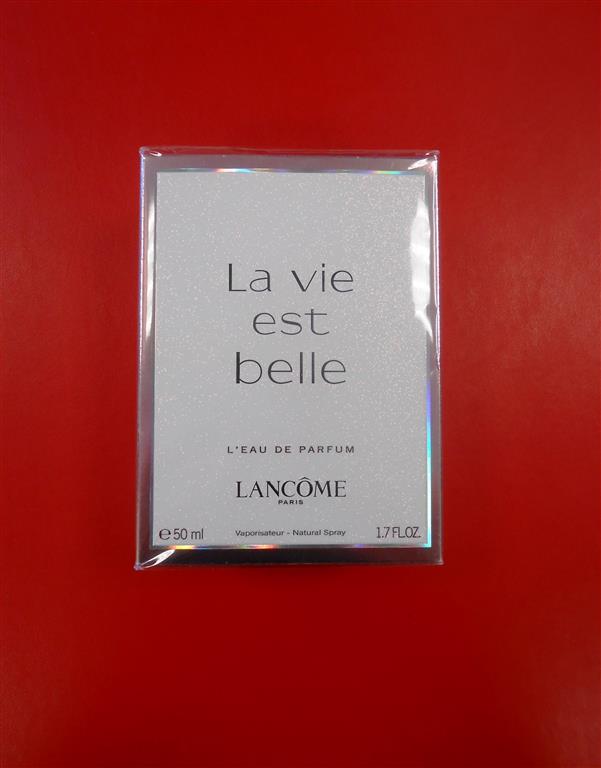 La vie
est
belle
L'EAU DE PARFUM
LANCÔME
PARIS
℮50 ml Vaporisateur - Natural Spray 1.7 FL.OZ.